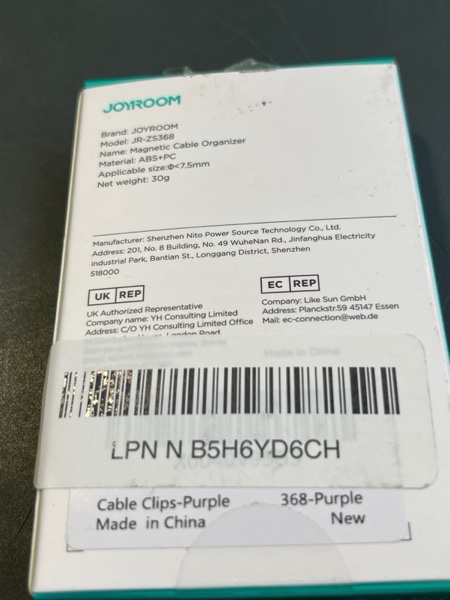 JOYROOM
Brand: JOYROOM
Model: JR-ZS368
Name: Magnetic Cable Organizer
Material: ABS+PC
Applicable size:Φ<7.5mm
Net weight: 30g
Manufacturer: Shenzhen Nito Power Source Technology Co., Ltd.
Address: 201, No. 8 Building, No. 49 WuheNan Rd., Jinfanghua Electricity
industrial Park, Bantian St., Longgang District, Shenzhen
518000
UK REP
UK Authorized Representative
Company name: YH Consulting Limited
Address: C/O YH Consulting Limited Office
London Road
EC REP
Company: Like Sun GmbH
Address: Planckstr.59 45147 Essen
Mail: ec-connection@web.de
Made in China
LPN N B5H6YD6CH
Cable Clips-Purple 368-Purple
Made in China New